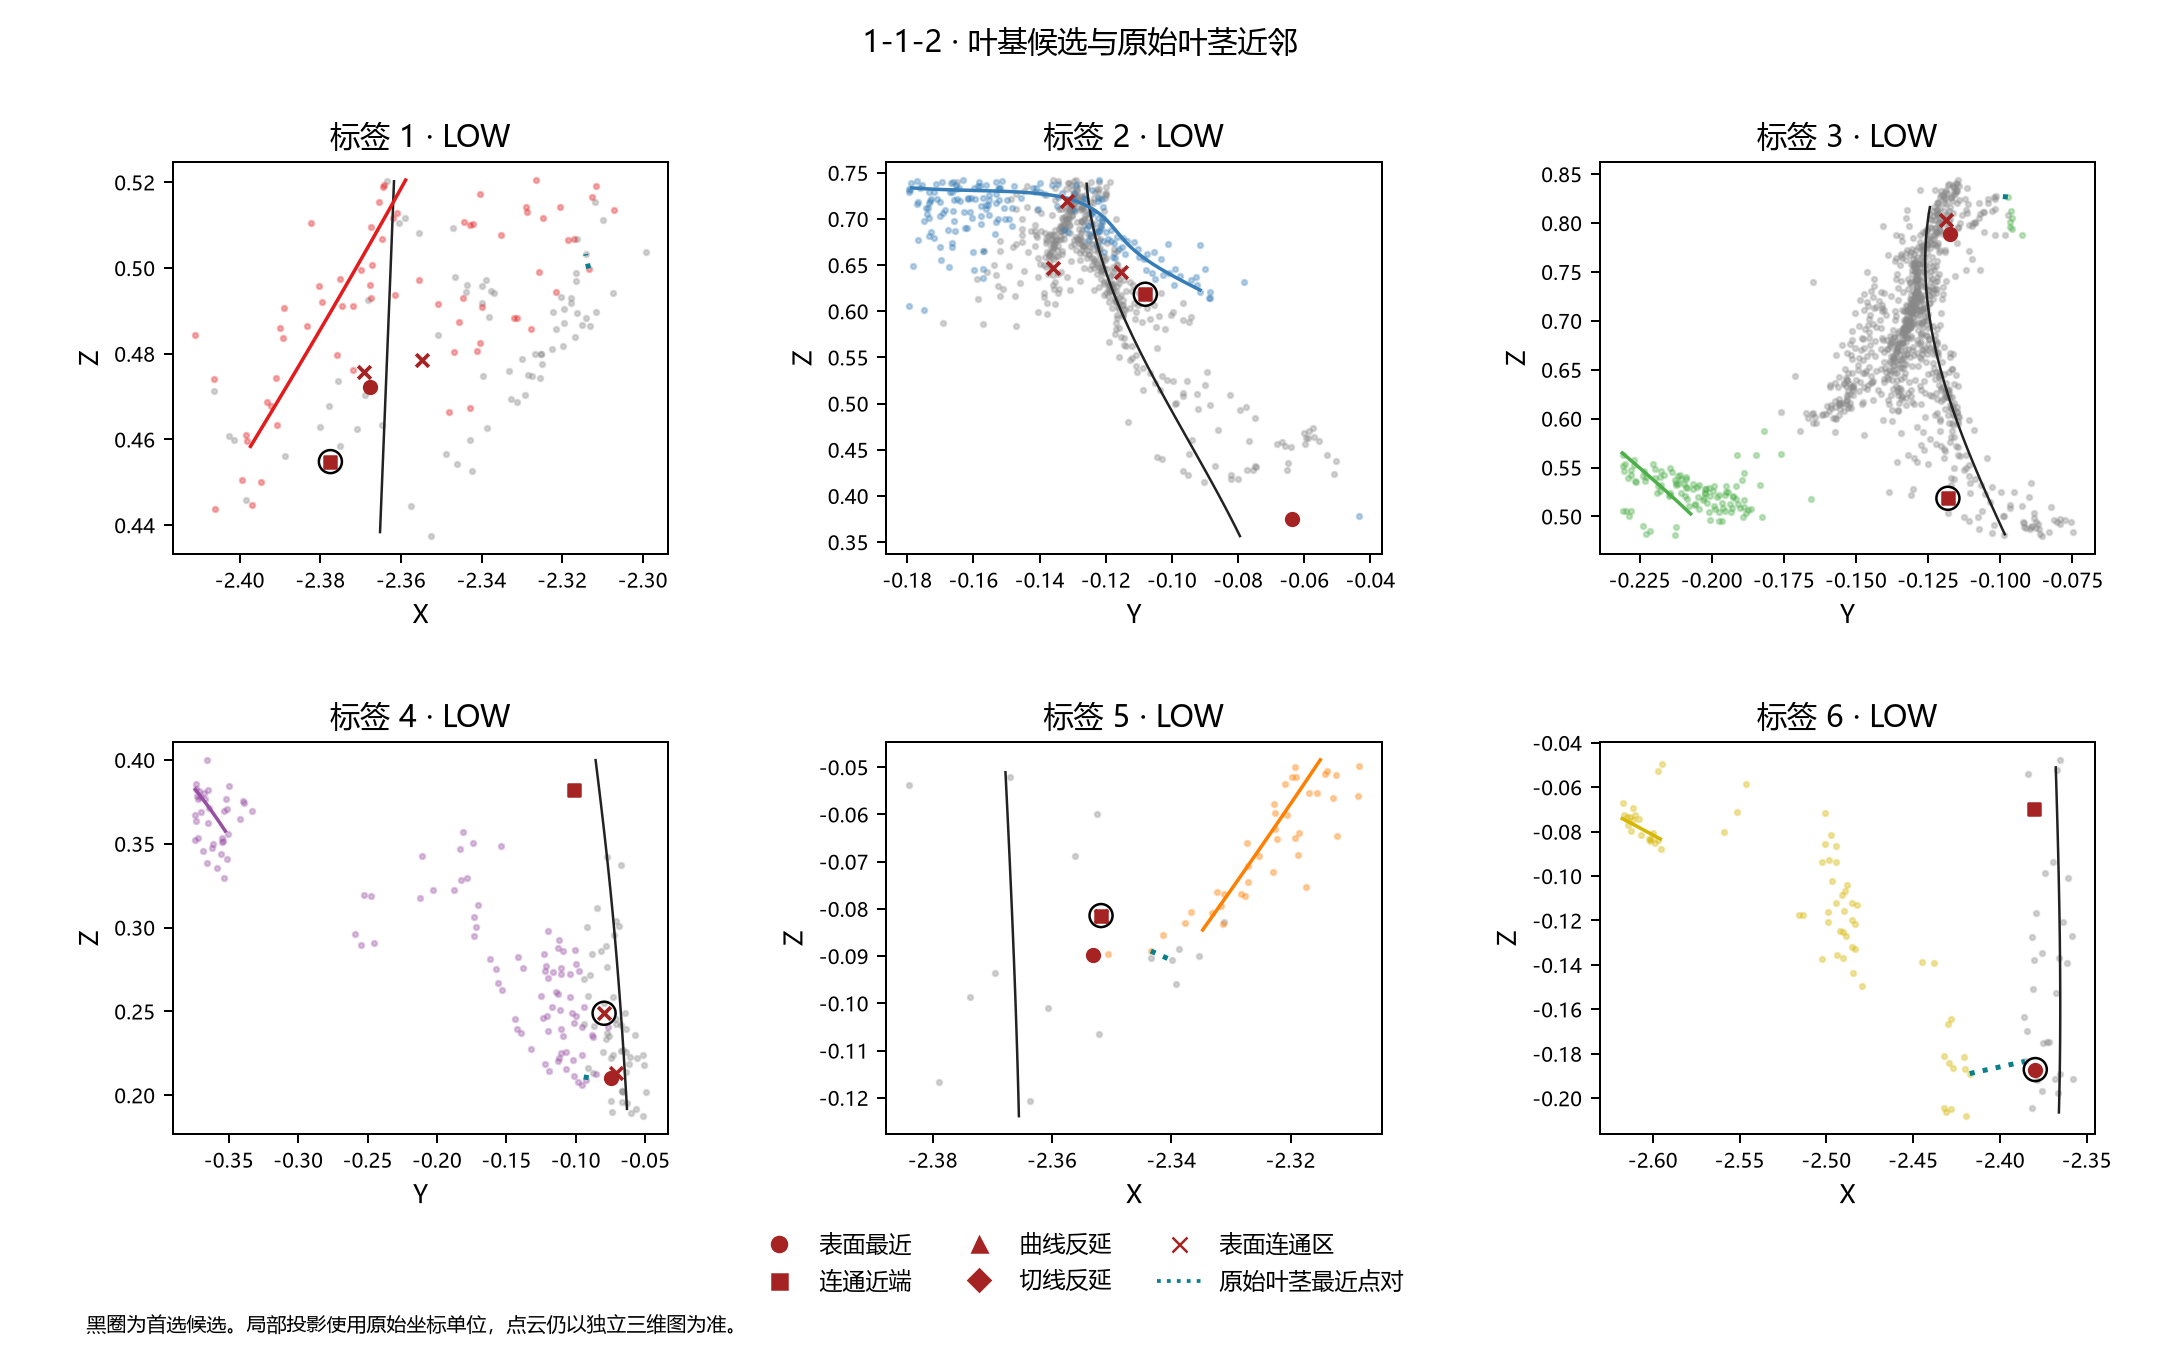 1-1-2 · 叶基候选与原始叶茎近邻
标签 1 · LOW
标签 2 · LOW
标签 3 · LOW
0.52
0.50
0.48
0.46
0.44
Z
-2.40 -2.38 -2.36 -2.34 -2.32 -2.30
X
0.75
0.70
0.65
0.60
0.55
0.50
0.45
0.40
0.35
Z
-0.18 -0.16 -0.14 -0.12 -0.10 -0.08 -0.06 -0.04
Y
0.85
0.80
0.75
0.70
0.65
0.60
0.55
0.50
Z
-0.225 -0.200 -0.175 -0.150 -0.125 -0.100 -0.075
Y
标签 4 · LOW
标签 5 · LOW
标签 6 · LOW
0.40
0.35
0.30
0.25
0.20
Z
-0.35 -0.30 -0.25 -0.20 -0.15 -0.10 -0.05
Y
-0.05
-0.06
-0.07
-0.08
-0.09
-0.10
-0.11
-0.12
Z
-2.38 -2.36 -2.34 -2.32
X
-0.04
-0.06
-0.08
-0.10
-0.12
-0.14
-0.16
-0.18
-0.20
Z
-2.60 -2.55 -2.50 -2.45 -2.40 -2.35
X
表面最近 曲线反延 表面连通区
连通近端 切线反延 原始叶茎最近点对
黑圈为首选候选。局部投影使用原始坐标单位，点云仍以独立三维图为准。